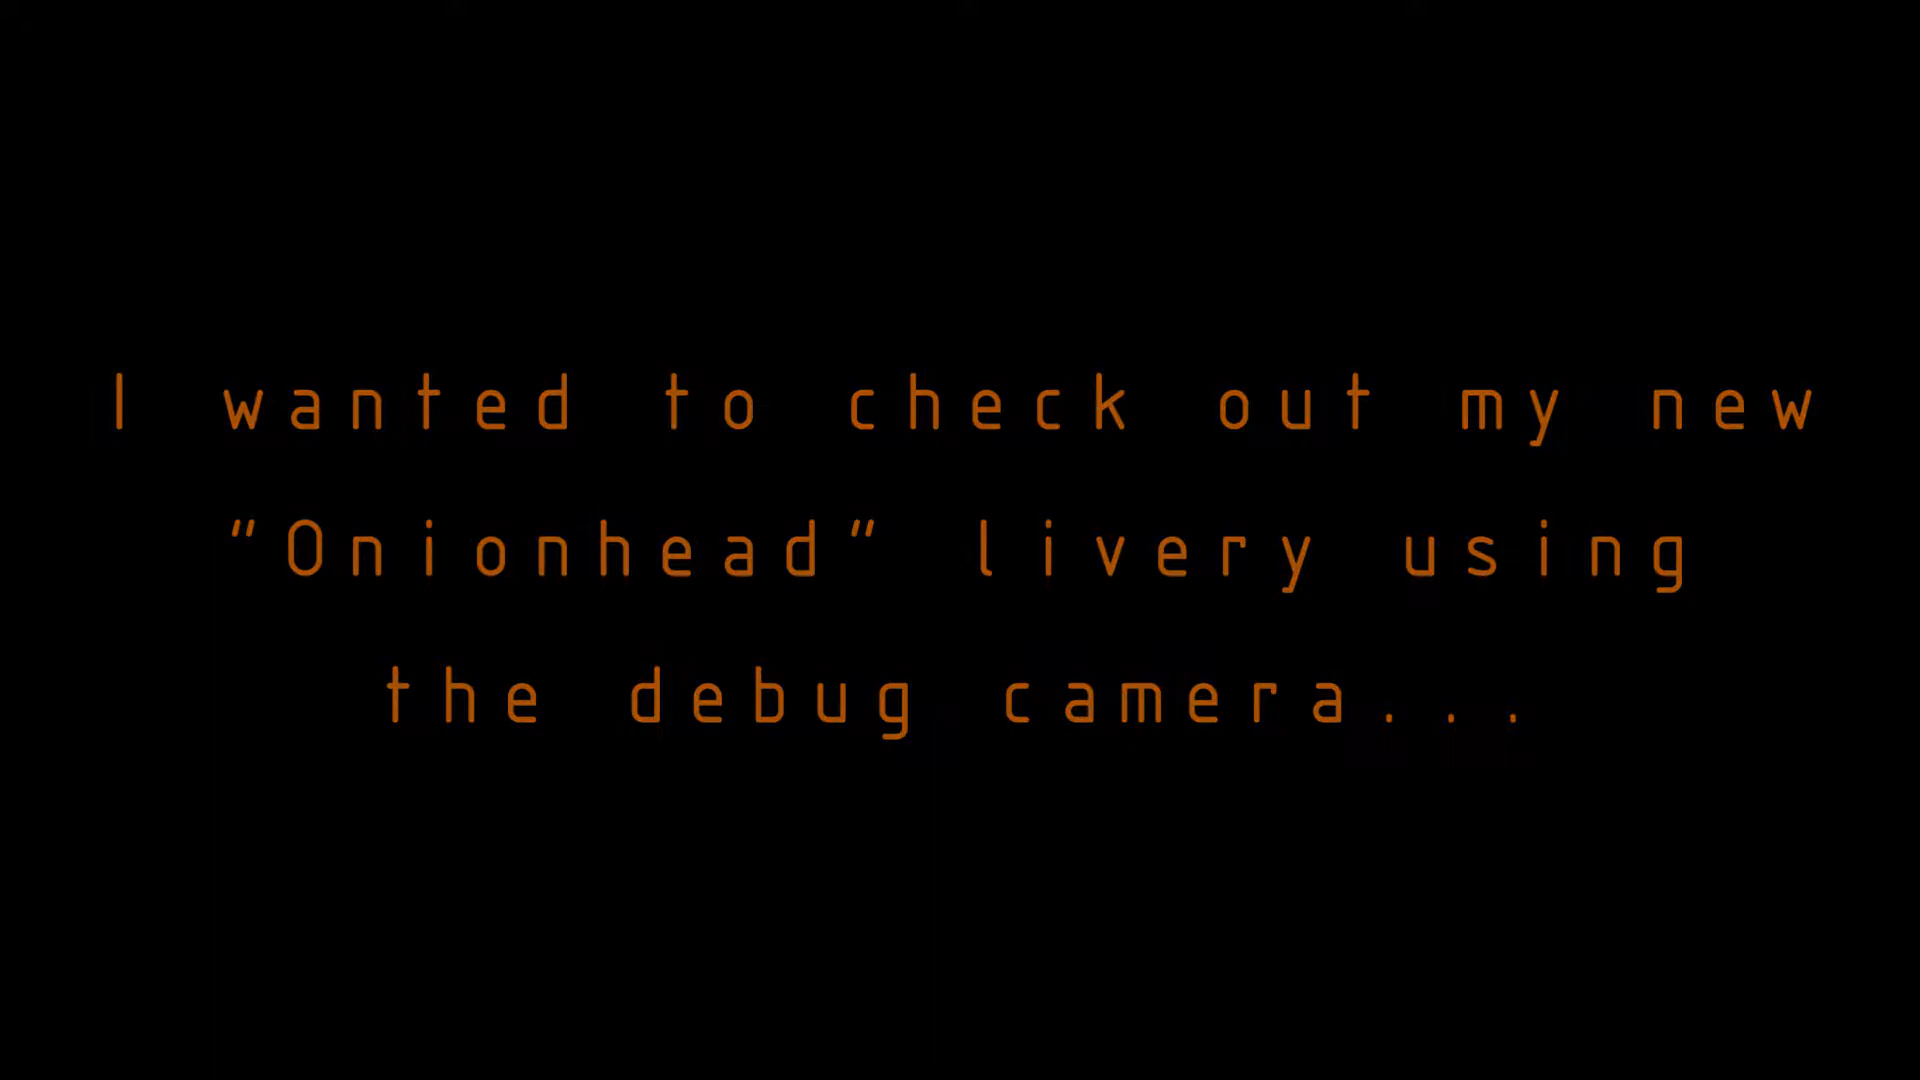 I wanted to check out my new
"Onionhead" livery using
the debug camera...